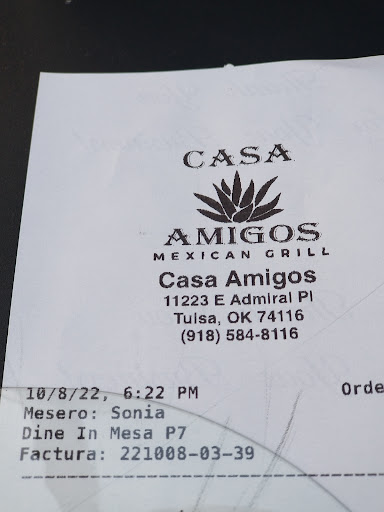 CASA
AMIGOS
MEXICAN GRILL
Casa Amigos
11223 E Admiral Pl
Tulsa, OK 74116
(918) 584-8116
10/8/22, 6:22 PM Orde
Mesero: Sonia
Dine In Mesa P7
Factura: 221008-03-39